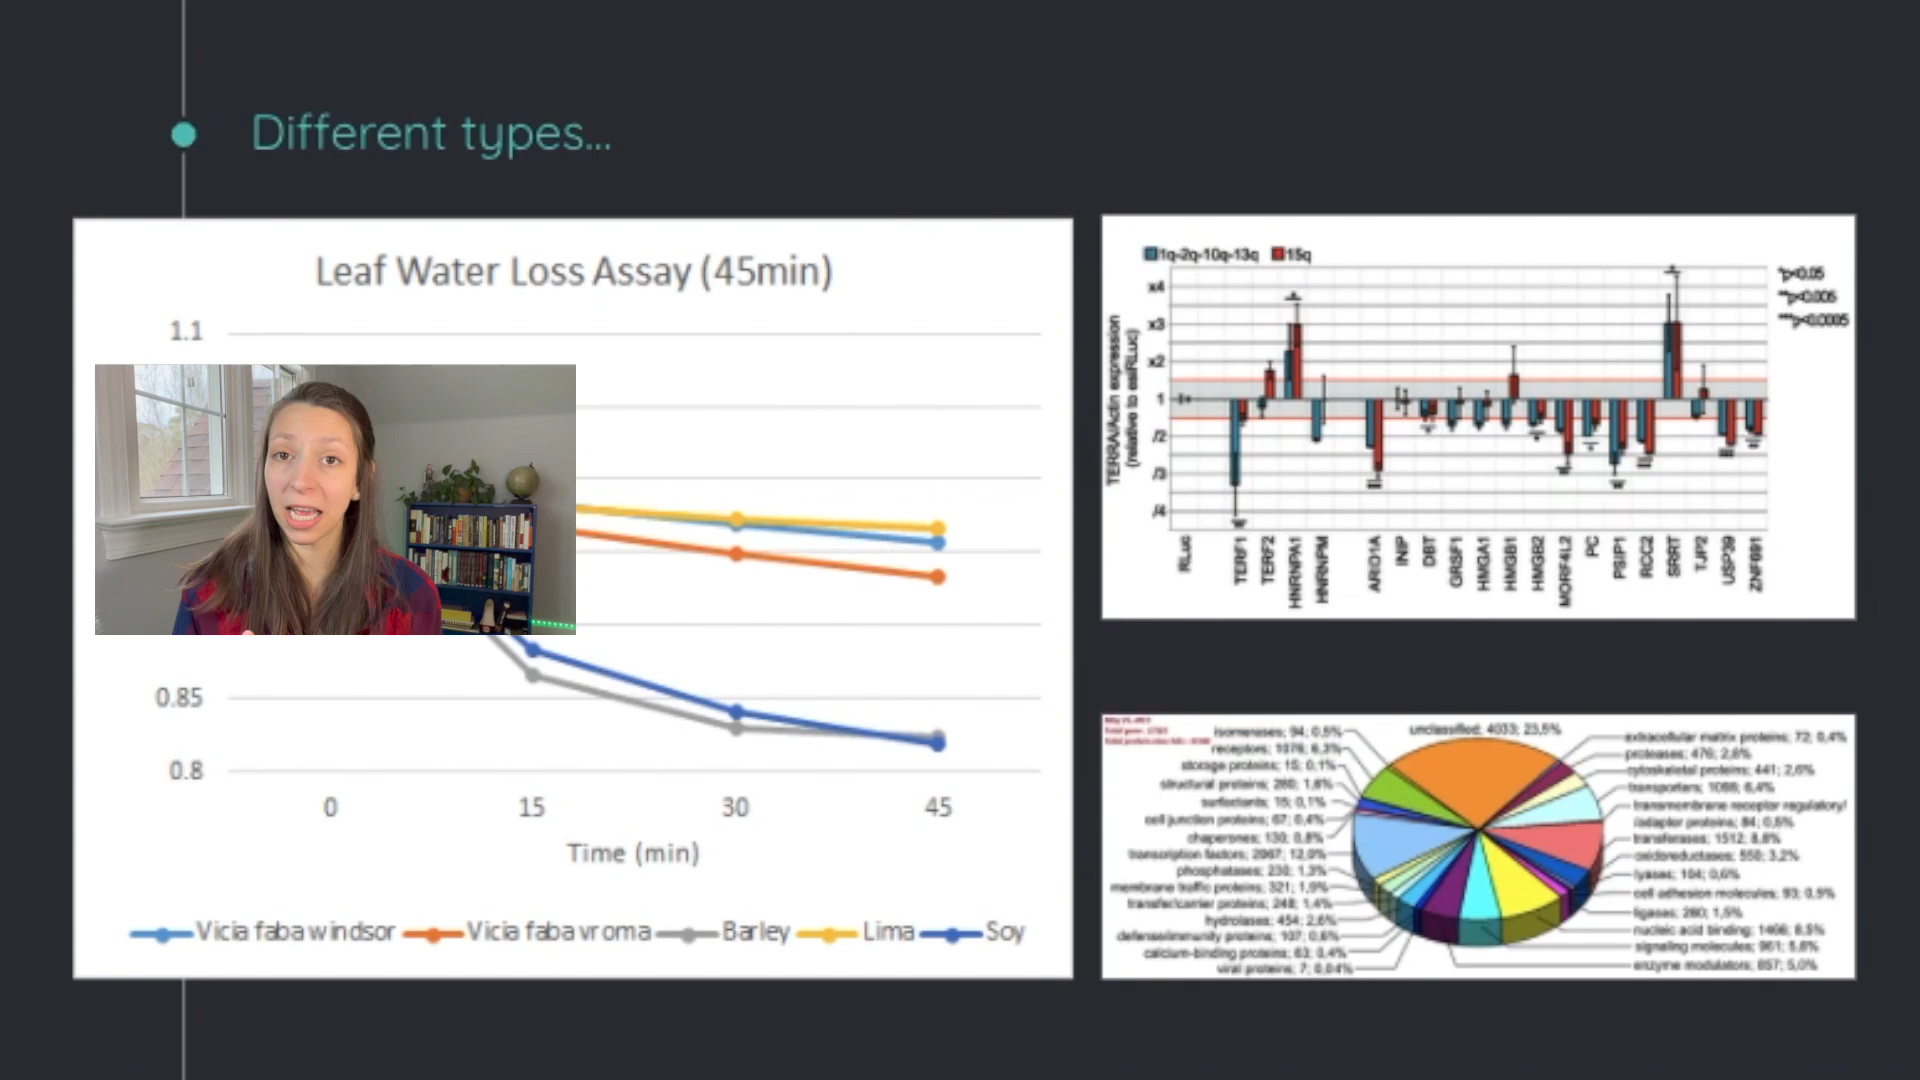 Different types...
Leaf Water Loss Assay (45min)
1.1
0.85
0.8
0 15 30 45
Time (min)
Vicia faba windsor Vicia faba vroma Barley Lima Soy
1q-2q-10q-13q 15q
*p<0.05
**p<0.005
***p<0.0005
TERRA/Actin expression
(relative to esiRLuc)
x4
x3
x2
1
/2
/3
/4
RLuc TERF1 TERF2 HNRNPA1 HNRNPM ARID1A INIP DBT GRSF1 HMGA1 HMGB1 HMGB2 MORF4L2 PC PSIP1 RCC2 SRRT TJP2 USP39 ZNF691
isomerases; 94; 0,5%
receptors; 1076; 6,3%
storage proteins; 15; 0,1%
structural proteins; 280; 1,6%
surfactants; 15; 0,1%
cell junction proteins; 67; 0,4%
chaperones; 130; 0,8%
transcription factors; 2067; 12,0%
phosphatases; 230; 1,3%
membrane traffic proteins; 321; 1,9%
transfer/carrier proteins; 248; 1,4%
hydrolases; 454; 2,6%
defense/immunity proteins; 107; 0,6%
calcium-binding proteins; 63; 0,4%
viral proteins; 7; 0,04%
unclassified; 4033; 23,5%
extracellular matrix proteins; 72; 0,4%
proteases; 476; 2,8%
cytoskeletal proteins; 441; 2,6%
transporters; 1098; 6,4%
transmembrane receptor regulatory/
/adaptor proteins; 84; 0,5%
transferases; 1512; 8,8%
oxidoreductases; 550; 3,2%
lyases; 104; 0,6%
cell adhesion molecules; 93; 0,5%
ligases; 260; 1,5%
nucleic acid binding; 1466; 8,5%
signaling molecules; 961; 5,6%
enzyme modulators; 857; 5,0%